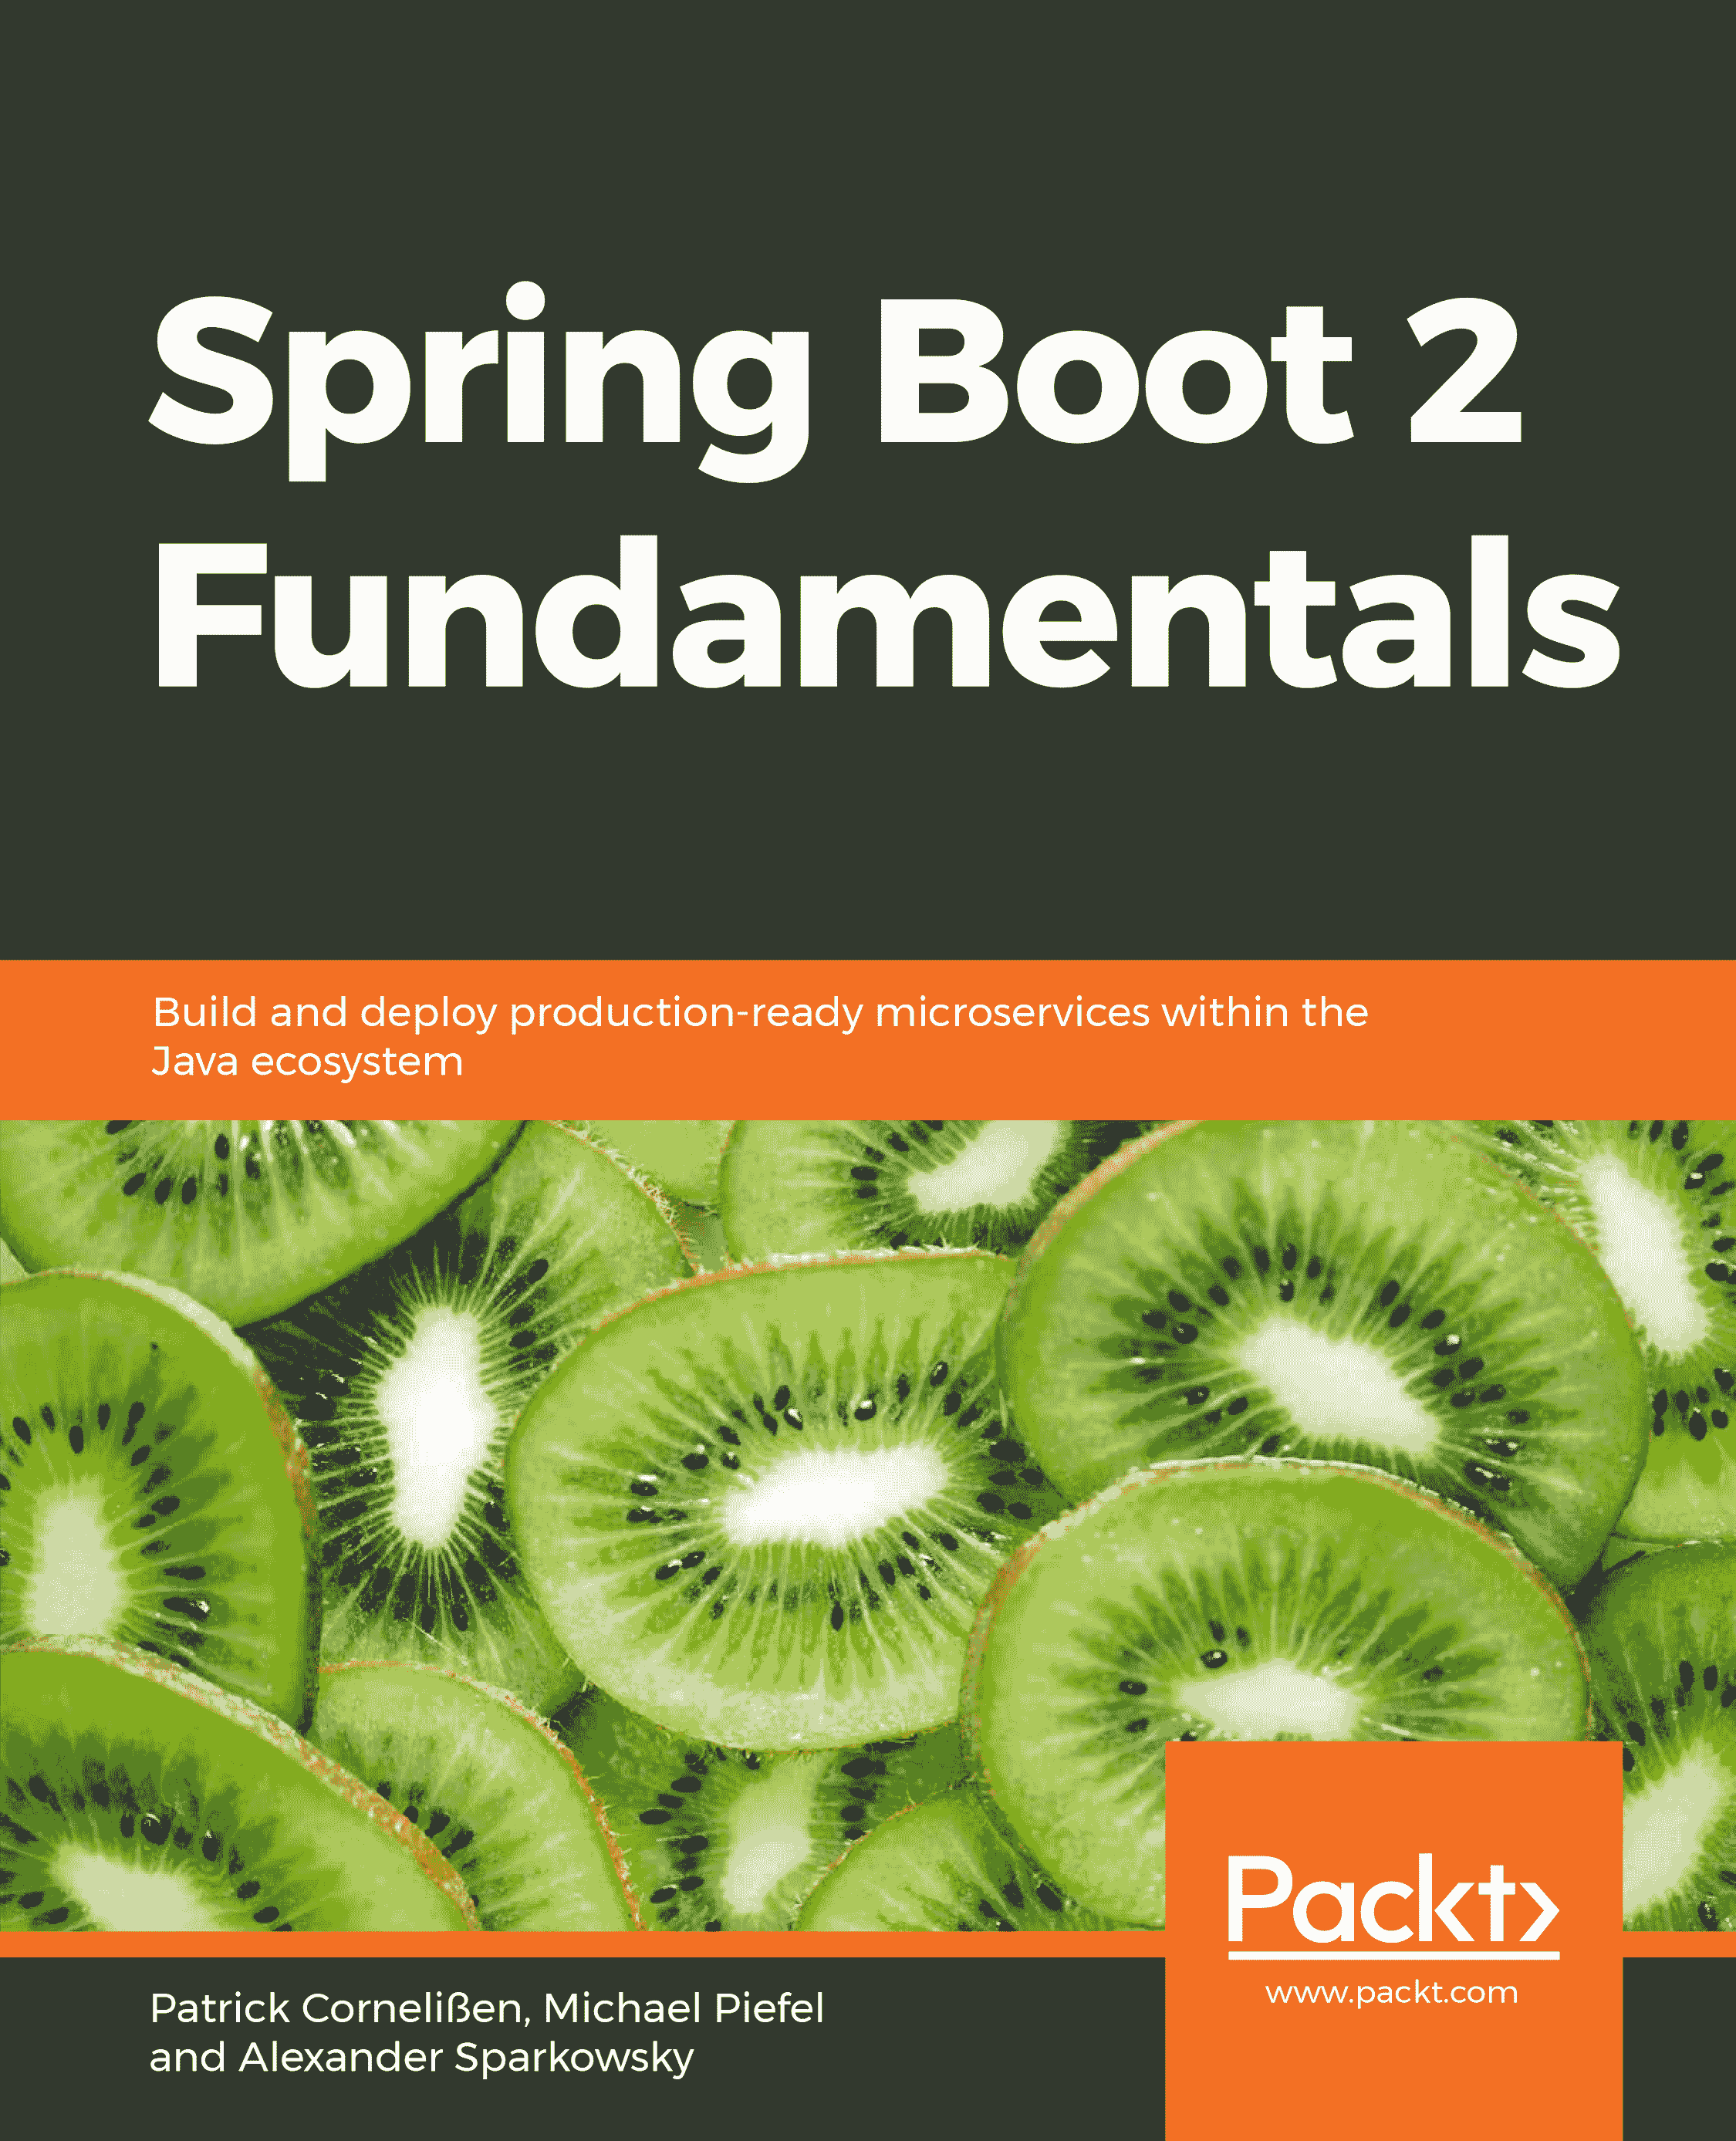 Spring Boot 2
Fundamentals
Build and deploy production-ready microservices within the
Java ecosystem
Packt>
www.packt.com
Patrick Cornelißen, Michael Piefel
and Alexander Sparkowsky